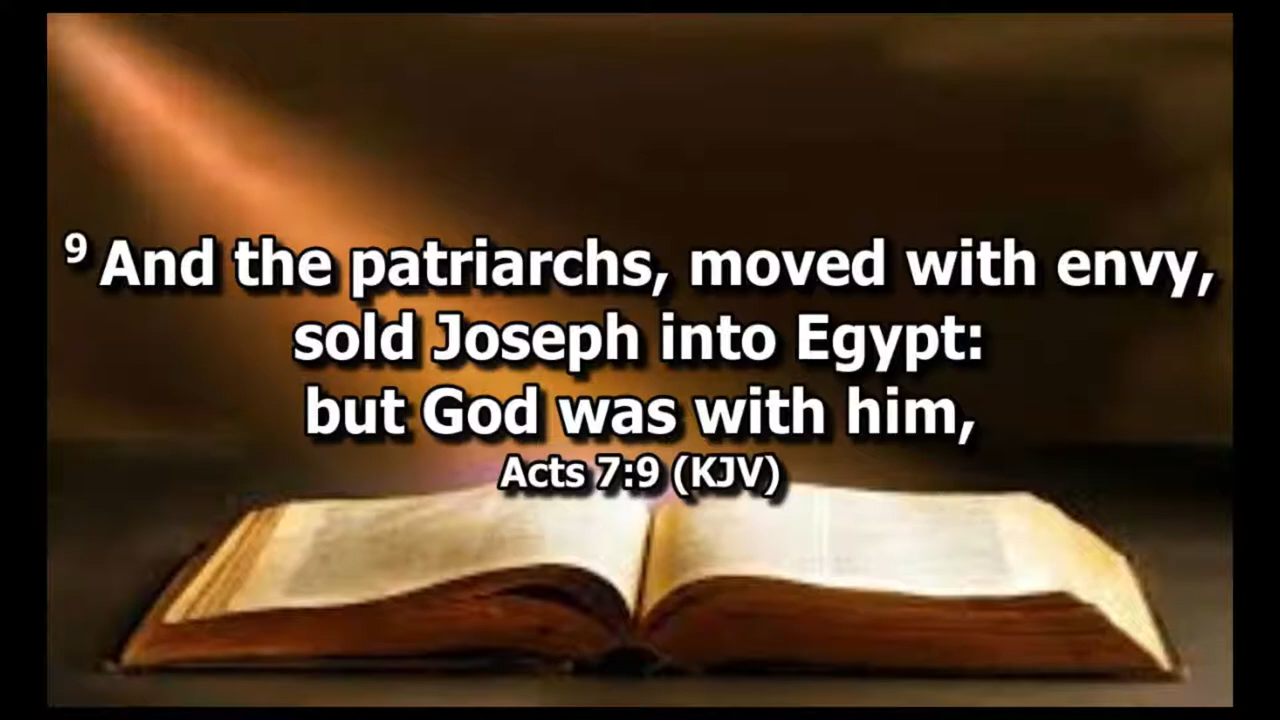 9 And the patriarchs, moved with envy,
sold Joseph into Egypt:
but God was with him,
Acts 7:9 (KJV)